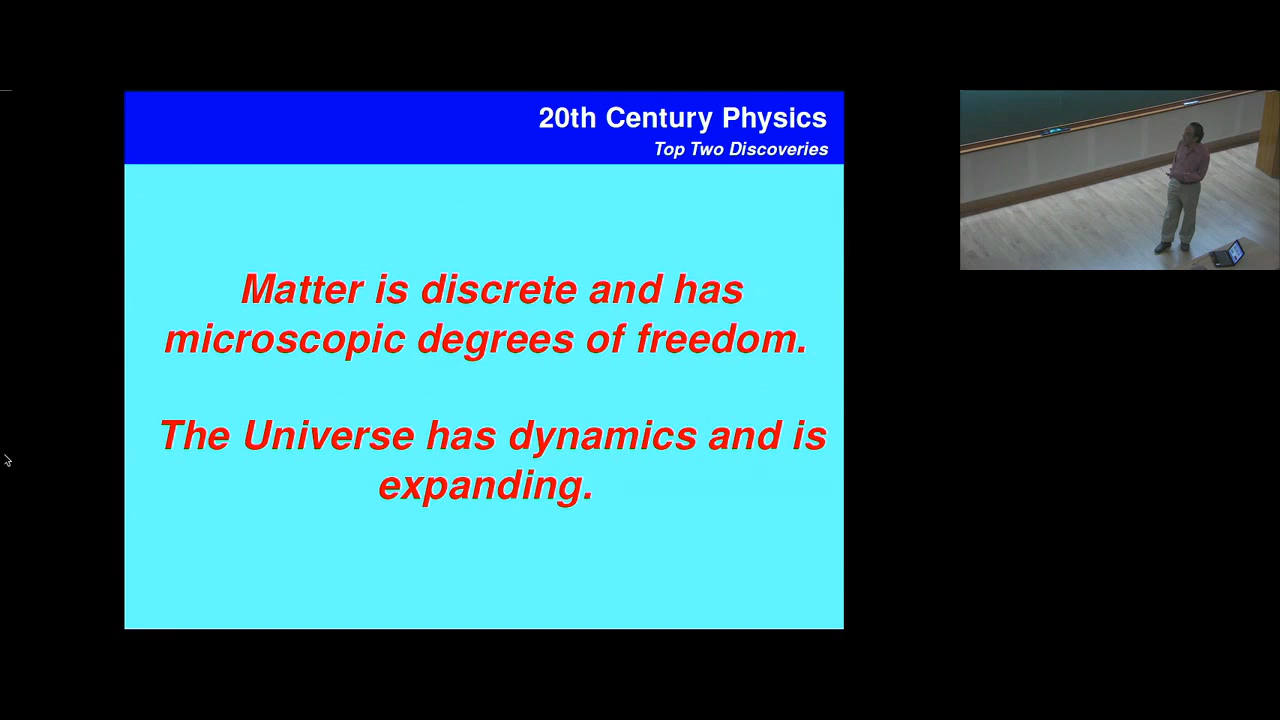 20th Century Physics
Top Two Discoveries
Matter is discrete and has
microscopic degrees of freedom.
The Universe has dynamics and is
expanding.